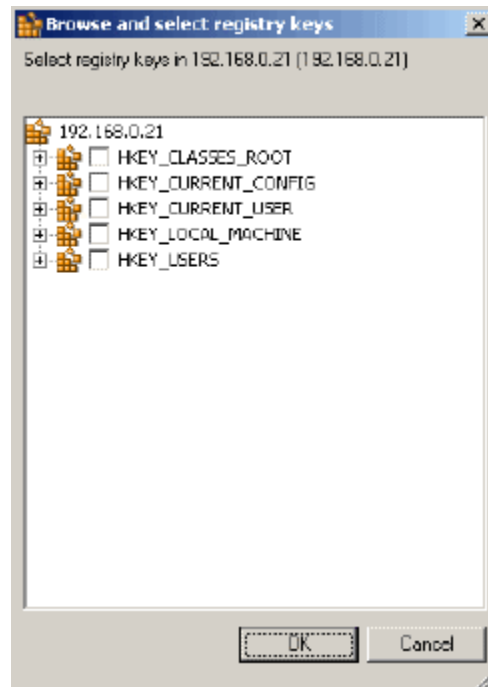 Browse and select registry keys
Select registry keys in 192.168.0.21 (192.168.0.21)
192.168.0.21
HKEY_CLASSES_ROOT
HKEY_CURRENT_CONFIG
HKEY_CURRENT_USER
HKEY_LOCAL_MACHINE
HKEY_USERS
OK Cancel